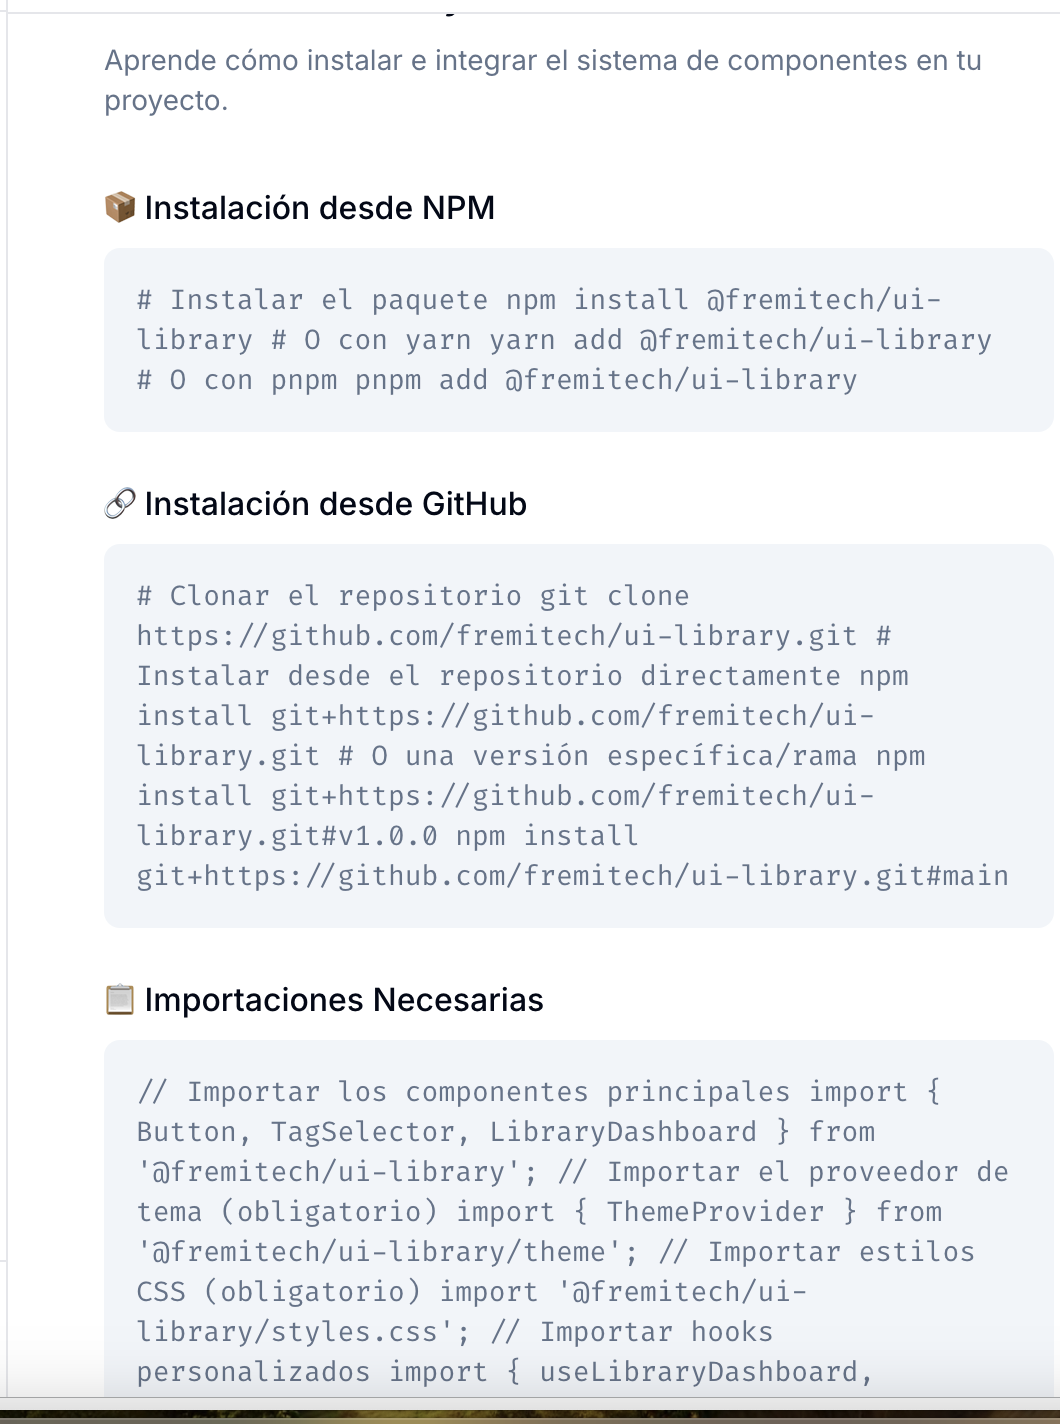 Aprende cómo instalar e integrar el sistema de componentes en tu
proyecto.
📦 Instalación desde NPM
# Instalar el paquete npm install @fremitech/ui-
library # O con yarn yarn add @fremitech/ui-library
# O con pnpm pnpm add @fremitech/ui-library
🔗 Instalación desde GitHub
# Clonar el repositorio git clone
https://github.com/fremitech/ui-library.git #
Instalar desde el repositorio directamente npm
install git+https://github.com/fremitech/ui-
library.git # O una versión específica/rama npm
install git+https://github.com/fremitech/ui-
library.git#v1.0.0 npm install
git+https://github.com/fremitech/ui-library.git#main
📋 Importaciones Necesarias
// Importar los componentes principales import {
Button, TagSelector, LibraryDashboard } from
'@fremitech/ui-library'; // Importar el proveedor de
tema (obligatorio) import { ThemeProvider } from
'@fremitech/ui-library/theme'; // Importar estilos
CSS (obligatorio) import '@fremitech/ui-
library/styles.css'; // Importar hooks
personalizados import { useLibraryDashboard,